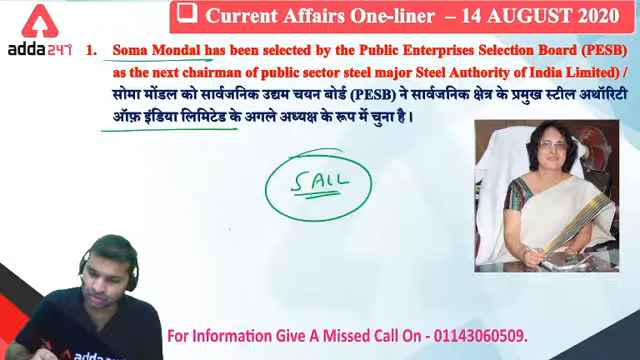 ❑ Current Affairs One-liner – 14 AUGUST 2020
adda247
1. Soma Mondal has been selected by the Public Enterprises Selection Board (PESB)
as the next chairman of public sector steel major Steel Authority of India Limited) /
सोमा मोंडल को सार्वजनिक उद्यम चयन बोर्ड (PESB) ने सार्वजनिक क्षेत्र के प्रमुख स्टील अथॉरिटी
ऑफ़ इंडिया लिमिटेड के अगले अध्यक्ष के रूप में चुना है।
SAIL
adda247
For Information Give A Missed Call On - 01143060509.